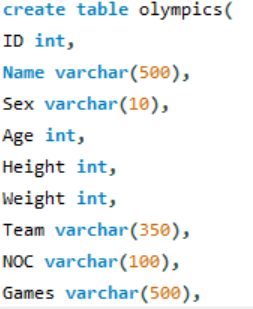 create table olympics(
ID int,
Name varchar(500),
Sex varchar(10),
Age int,
Height int,
Weight int,
Team varchar(350),
NOC varchar(100),
Games varchar(500),